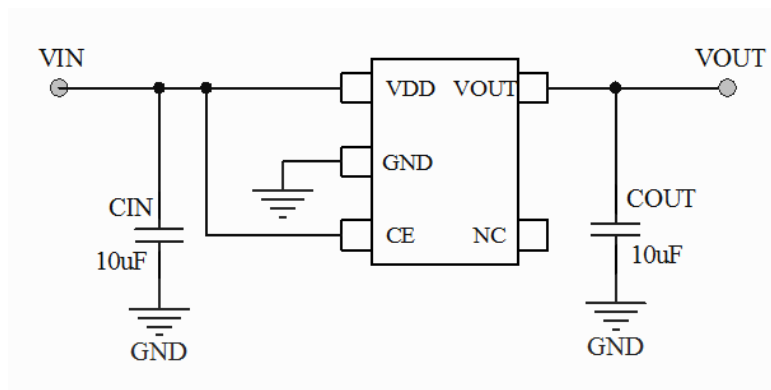 VIN
VOUT
VDD
VOUT
GND
CIN
COUT
CE
NC
10uF
10uF
GND
GND